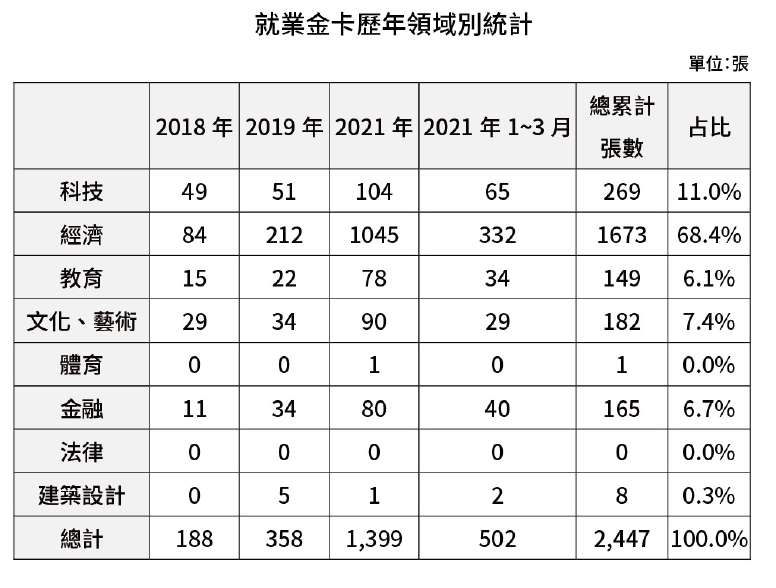 就業金卡歷年領域別統計
單位：張
2018 年 2019 年 2021 年 2021 年 1~3 月 總累計張數 占比
科技 49 51 104 65 269 11.0%
經濟 84 212 1045 332 1673 68.4%
教育 15 22 78 34 149 6.1%
文化、藝術 29 34 90 29 182 7.4%
體育 0 0 1 0 1 0.0%
金融 11 34 80 40 165 6.7%
法律 0 0 0 0 0 0.0%
建築設計 0 5 1 2 8 0.3%
總計 188 358 1,399 502 2,447 100.0%